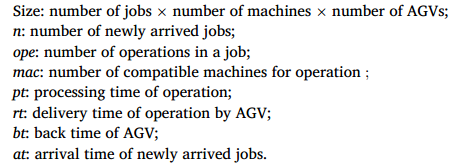 Size: number of jobs × number of machines × number of AGVs;
n: number of newly arrived jobs;
ope: number of operations in a job;
mac: number of compatible machines for operation ;
pt: processing time of operation;
rt: delivery time of operation by AGV;
bt: back time of AGV;
at: arrival time of newly arrived jobs.